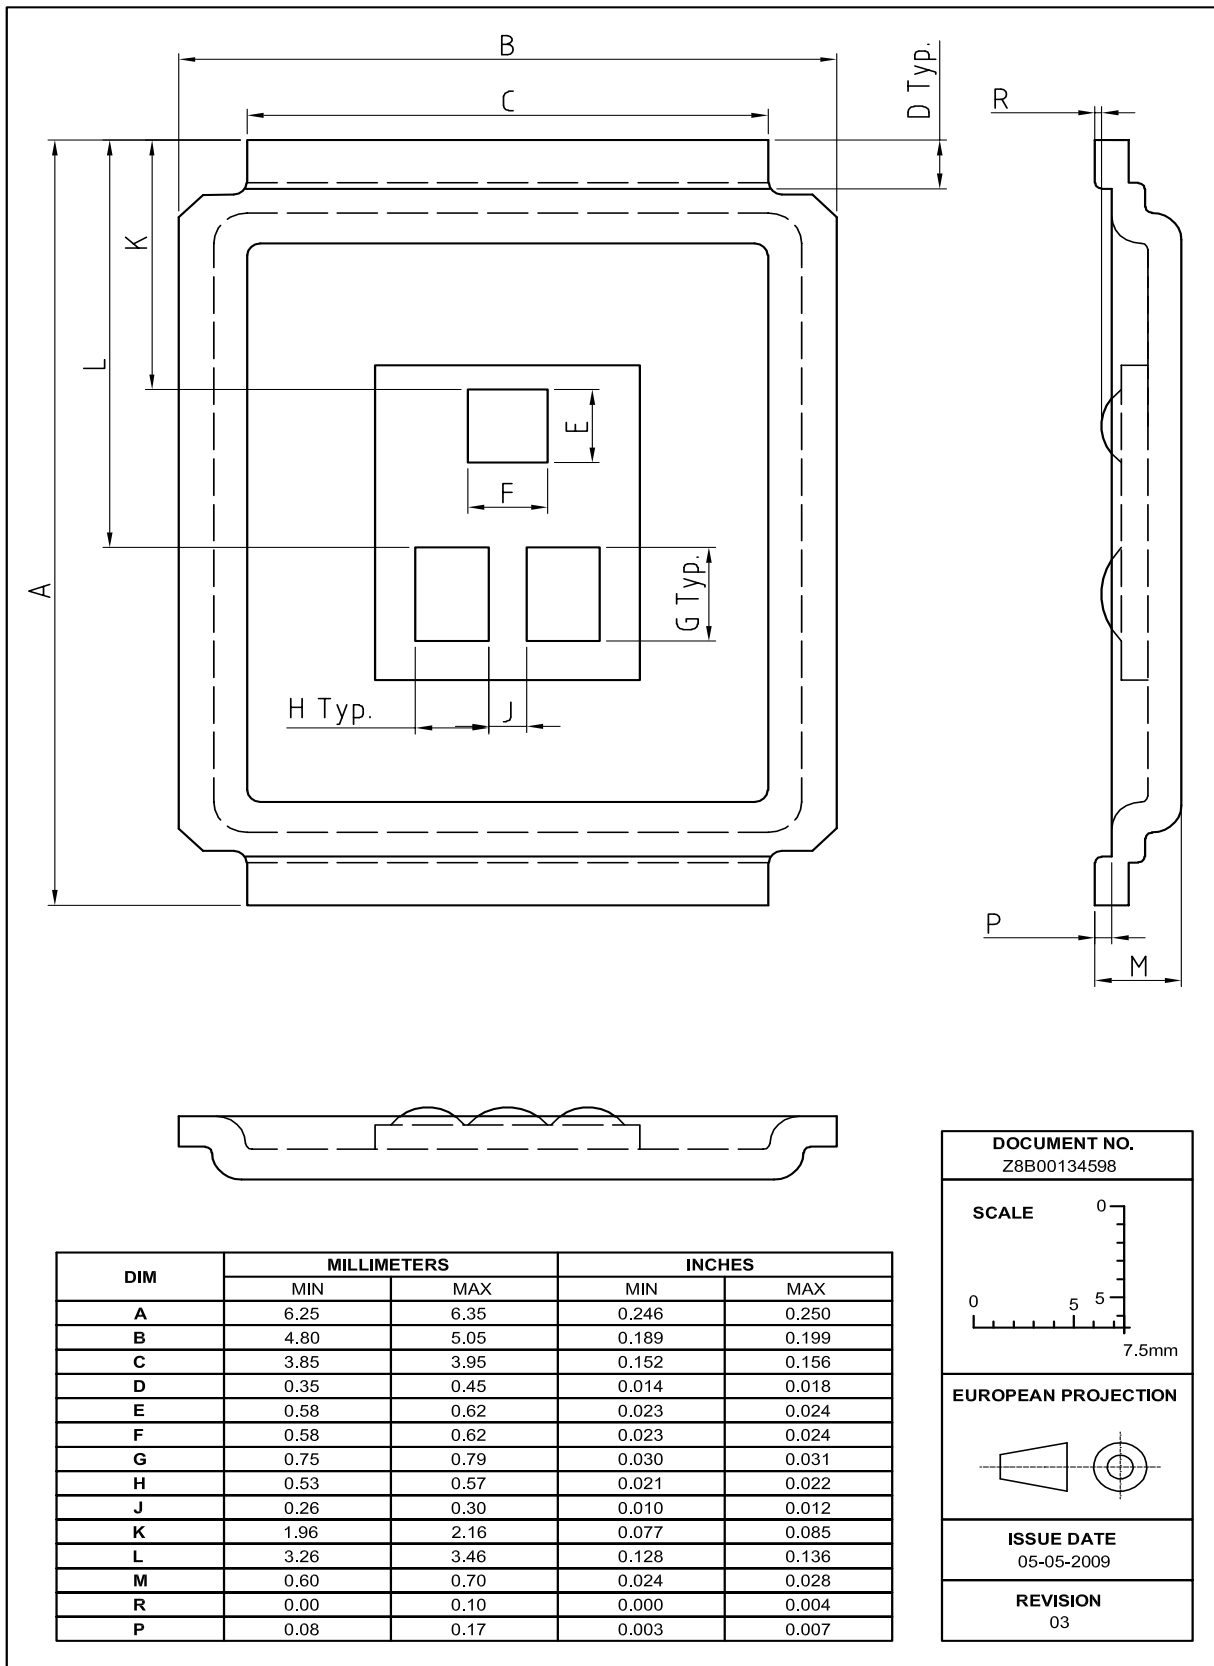 B
C
D Typ.
R
K
L
A
E
F
G Typ.
H Typ.
J
P
M
DOCUMENT NO.
Z8B00134598
SCALE
0
0
5
5
7.5mm
EUROPEAN PROJECTION
ISSUE DATE
05-05-2009
REVISION
03
DIM MILLIMETERS INCHES
MIN MAX MIN MAX
A 6.25 6.35 0.246 0.250
B 4.80 5.05 0.189 0.199
C 3.85 3.95 0.152 0.156
D 0.35 0.45 0.014 0.018
E 0.58 0.62 0.023 0.024
F 0.58 0.62 0.023 0.024
G 0.75 0.79 0.030 0.031
H 0.53 0.57 0.021 0.022
J 0.26 0.30 0.010 0.012
K 1.96 2.16 0.077 0.085
L 3.26 3.46 0.128 0.136
M 0.60 0.70 0.024 0.028
R 0.00 0.10 0.000 0.004
P 0.08 0.17 0.003 0.007